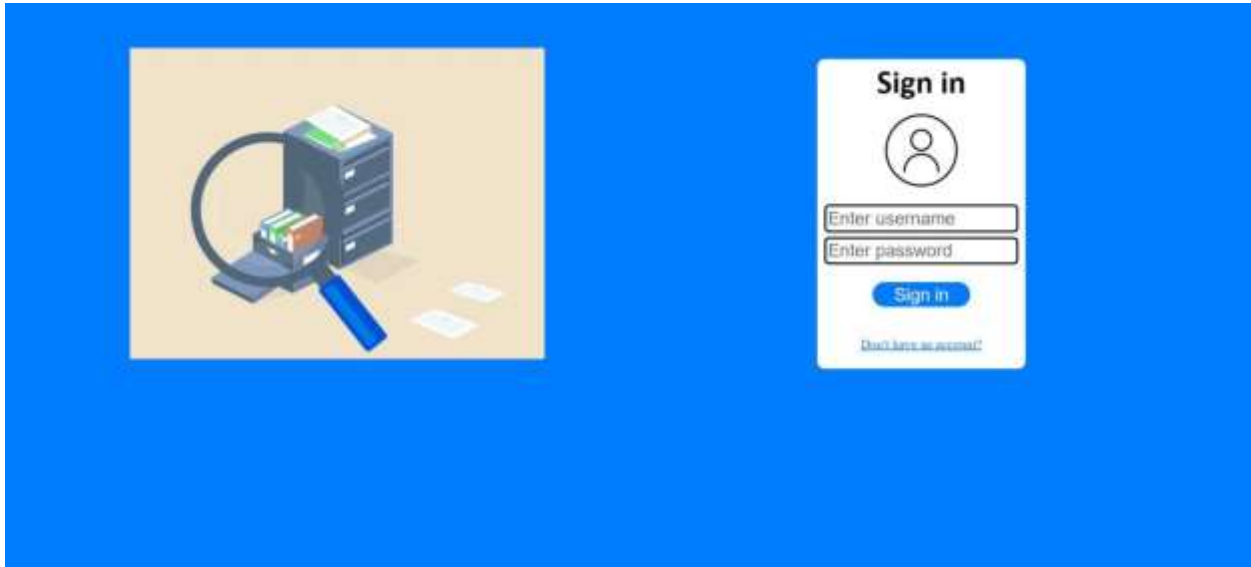 Sign in
Enter username
Enter password
Sign in
Don't have an account?